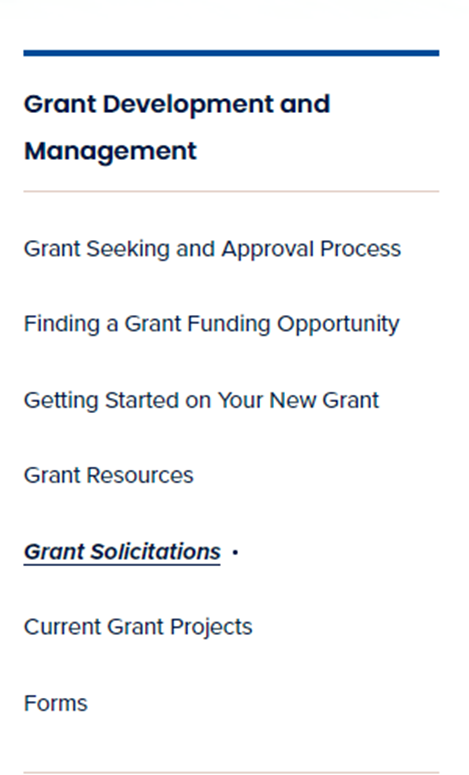 Grant Development and
Management
Grant Seeking and Approval Process
Finding a Grant Funding Opportunity
Getting Started on Your New Grant
Grant Resources
Grant Solicitations •
Current Grant Projects
Forms